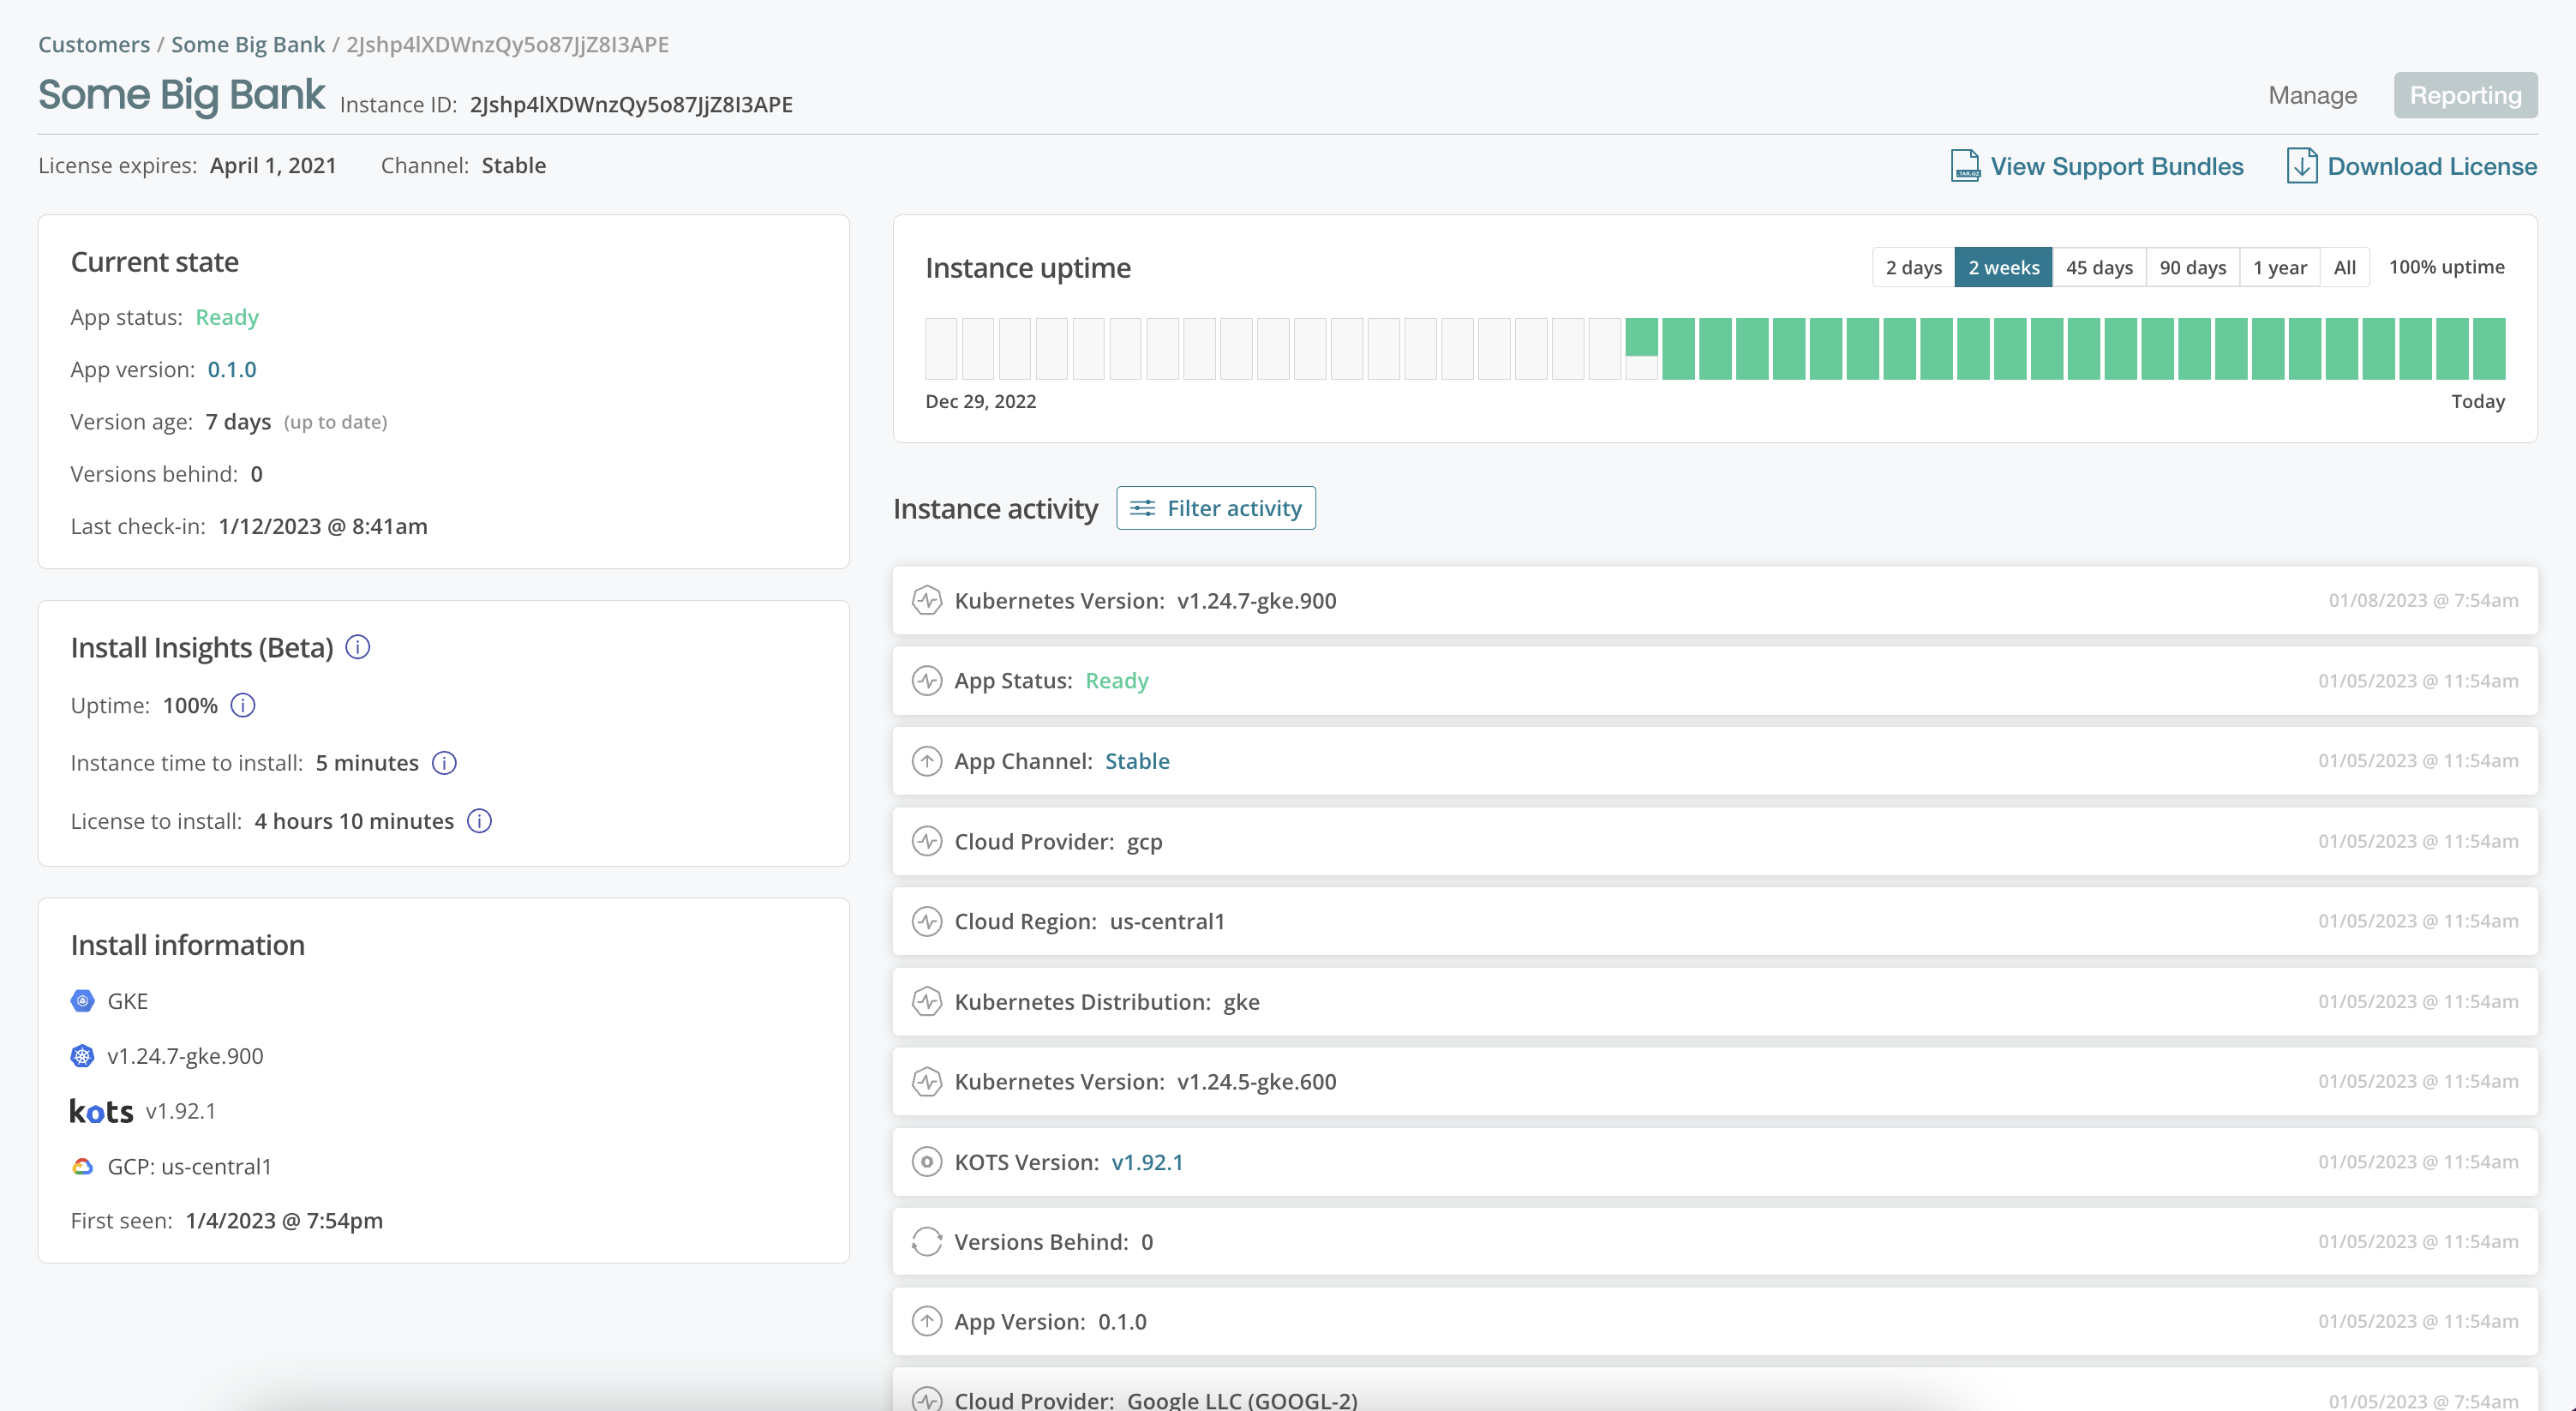 Customers / Some Big Bank / 2Jshp4lXDWnzQy5o87JjZ8I3APE
Some Big Bank Instance ID: 2Jshp4lXDWnzQy5o87JjZ8I3APE
Manage Reporting
License expires: April 1, 2021 Channel: Stable
View Support Bundles Download License
Current state
App status: Ready
App version: 0.1.0
Version age: 7 days (up to date)
Versions behind: 0
Last check-in: 1/12/2023 @ 8:41am
Install Insights (Beta)
Uptime: 100%
Instance time to install: 5 minutes
License to install: 4 hours 10 minutes
Install information
GKE
v1.24.7-gke.900
kots v1.92.1
GCP: us-central1
First seen: 1/4/2023 @ 7:54pm
Instance uptime
2 days 2 weeks 45 days 90 days 1 year All 100% uptime
Dec 29, 2022 Today
Instance activity Filter activity
Kubernetes Version: v1.24.7-gke.900 01/08/2023 @ 7:54am
App Status: Ready 01/05/2023 @ 11:54am
App Channel: Stable 01/05/2023 @ 11:54am
Cloud Provider: gcp 01/05/2023 @ 11:54am
Cloud Region: us-central1 01/05/2023 @ 11:54am
Kubernetes Distribution: gke 01/05/2023 @ 11:54am
Kubernetes Version: v1.24.5-gke.600 01/05/2023 @ 11:54am
KOTS Version: v1.92.1 01/05/2023 @ 11:54am
Versions Behind: 0 01/05/2023 @ 11:54am
App Version: 0.1.0 01/05/2023 @ 11:54am
Cloud Provider: Google LLC (GOOGL-2) 01/05/2023 @ 7:54am